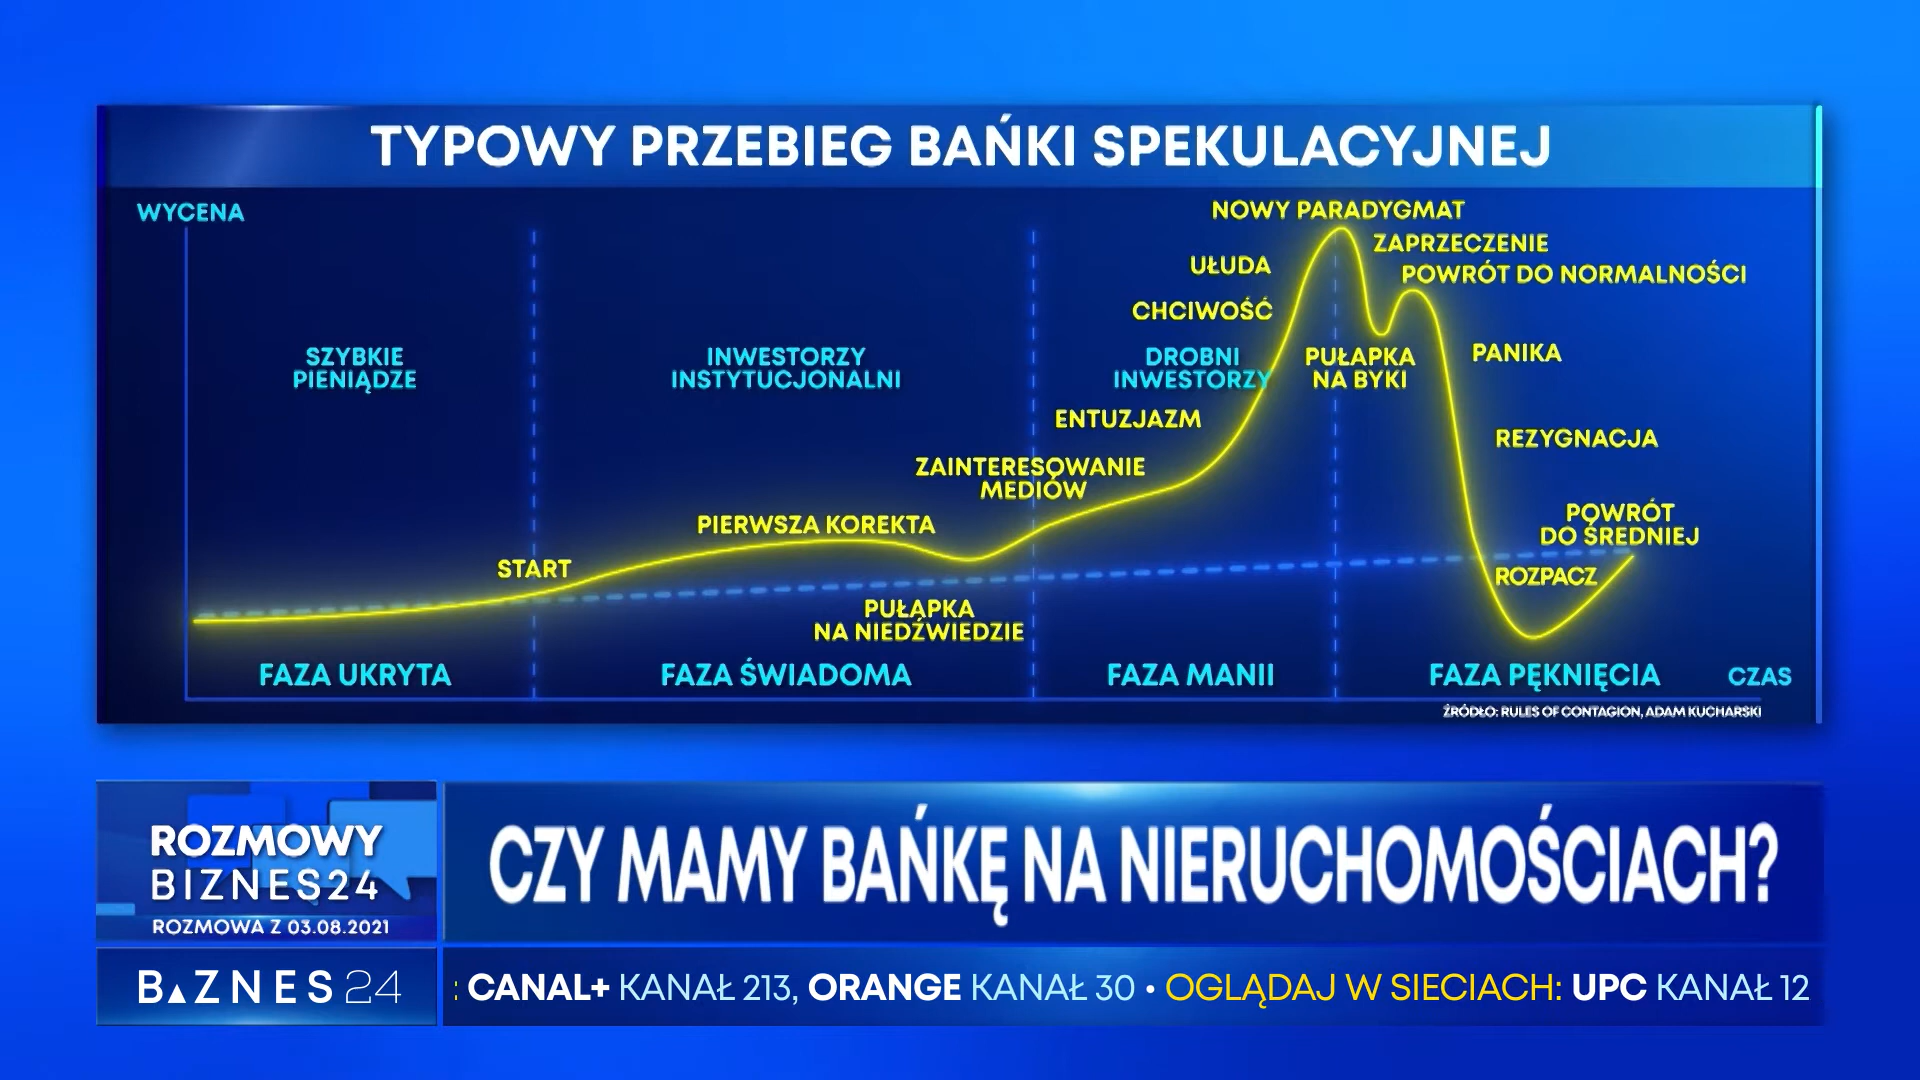 TYPOWY PRZEBIEG BAŃKI SPEKULACYJNEJ
WYCENA
NOWY PARADYGMAT
ZAPRZECZENIE
UŁUDA
POWRÓT DO NORMALNOŚCI
CHCIWOŚĆ
SZYBKIE
PIENIĄDZE
INWESTORZY
INSTYTUCJONALNI
DROBNI
INWESTORZY
PUŁAPKA
NA BYKI
PANIKA
ENTUZJAZM
REZYGNACJA
ZAINTERESOWANIE
MEDIÓW
PIERWSZA KOREKTA
POWRÓT
DO ŚREDNIEJ
START
ROZPACZ
PUŁAPKA
NA NIEDŹWIEDZIE
FAZA UKRYTA
FAZA ŚWIADOMA
FAZA MANII
FAZA PĘKNIĘCIA
CZAS
ŹRÓDŁO: RULES OF CONTAGION, ADAM KUCHARSKI
ROZMOWY
BIZNES24
ROZMOWA Z 03.08.2021
CZY MAMY BAŃKĘ NA NIERUCHOMOŚCIACH?
BIZNES24
: CANAL+ KANAŁ 213, ORANGE KANAŁ 30 • OGLĄDAJ W SIECIACH: UPC KANAŁ 12